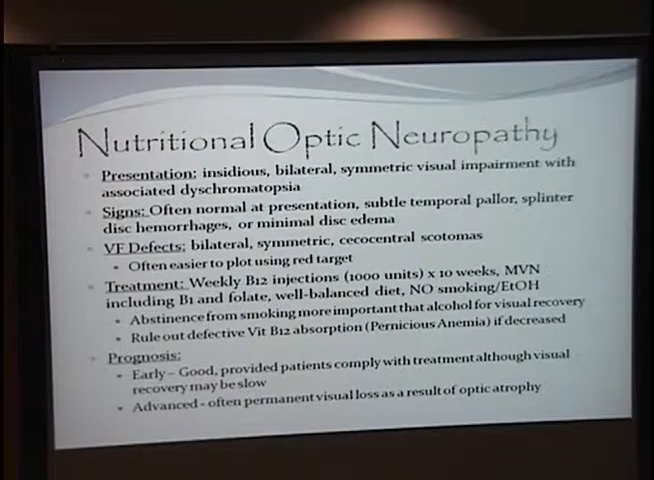 Nutritional Optic Neuropathy
Presentation: insidious, bilateral, symmetric visual impairment with
associated dyschromatopsia
Signs: Often normal at presentation, subtle temporal pallor, splinter
disc hemorrhages, or minimal disc edema
VF Defects: bilateral, symmetric, cecocentral scotomas
Often easier to plot using red target
Treatment: Weekly B12 injections (1000 units) x 10 weeks, MVN
including B1 and folate, well-balanced diet, NO smoking/EtOH
Abstinence from smoking more important that alcohol for visual recovery
Rule out defective Vit B12 absorption (Pernicious Anemia) if decreased
Prognosis:
Early – Good, provided patients comply with treatment although visual
recovery may be slow
Advanced - often permanent visual loss as a result of optic atrophy